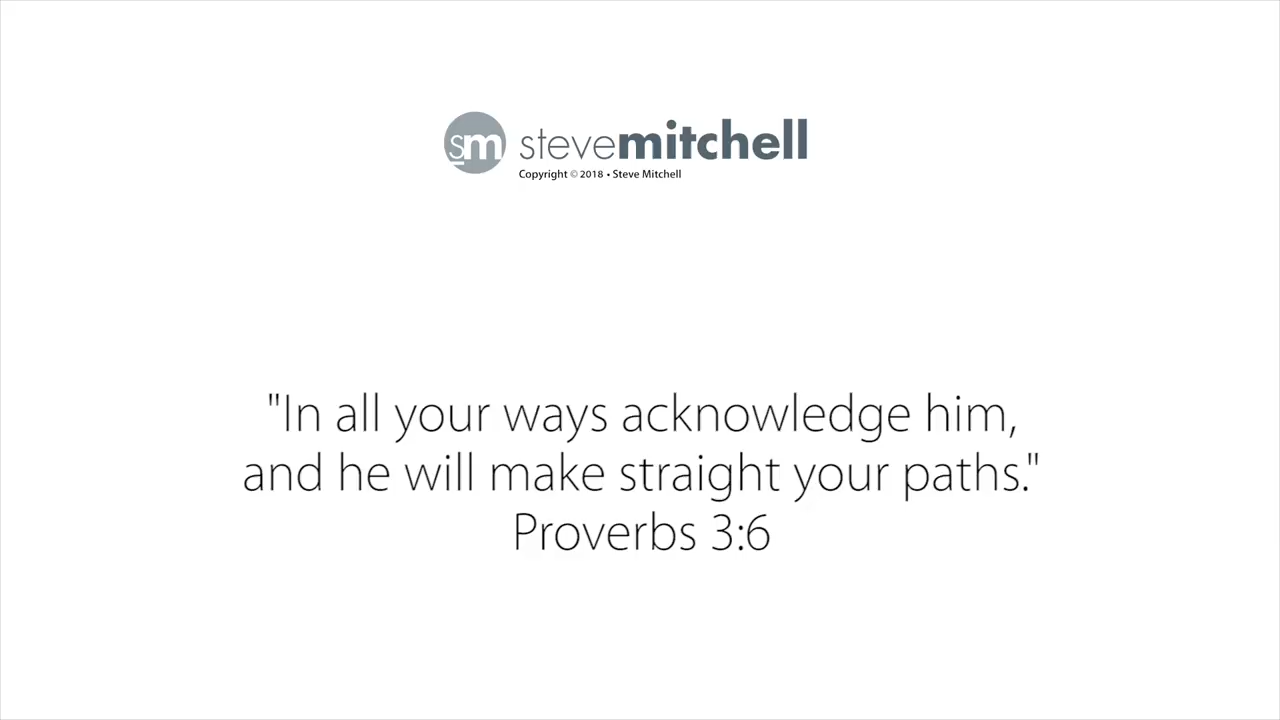 sm stevemitchell
Copyright © 2018 • Steve Mitchell
"In all your ways acknowledge him,
and he will make straight your paths."
Proverbs 3:6